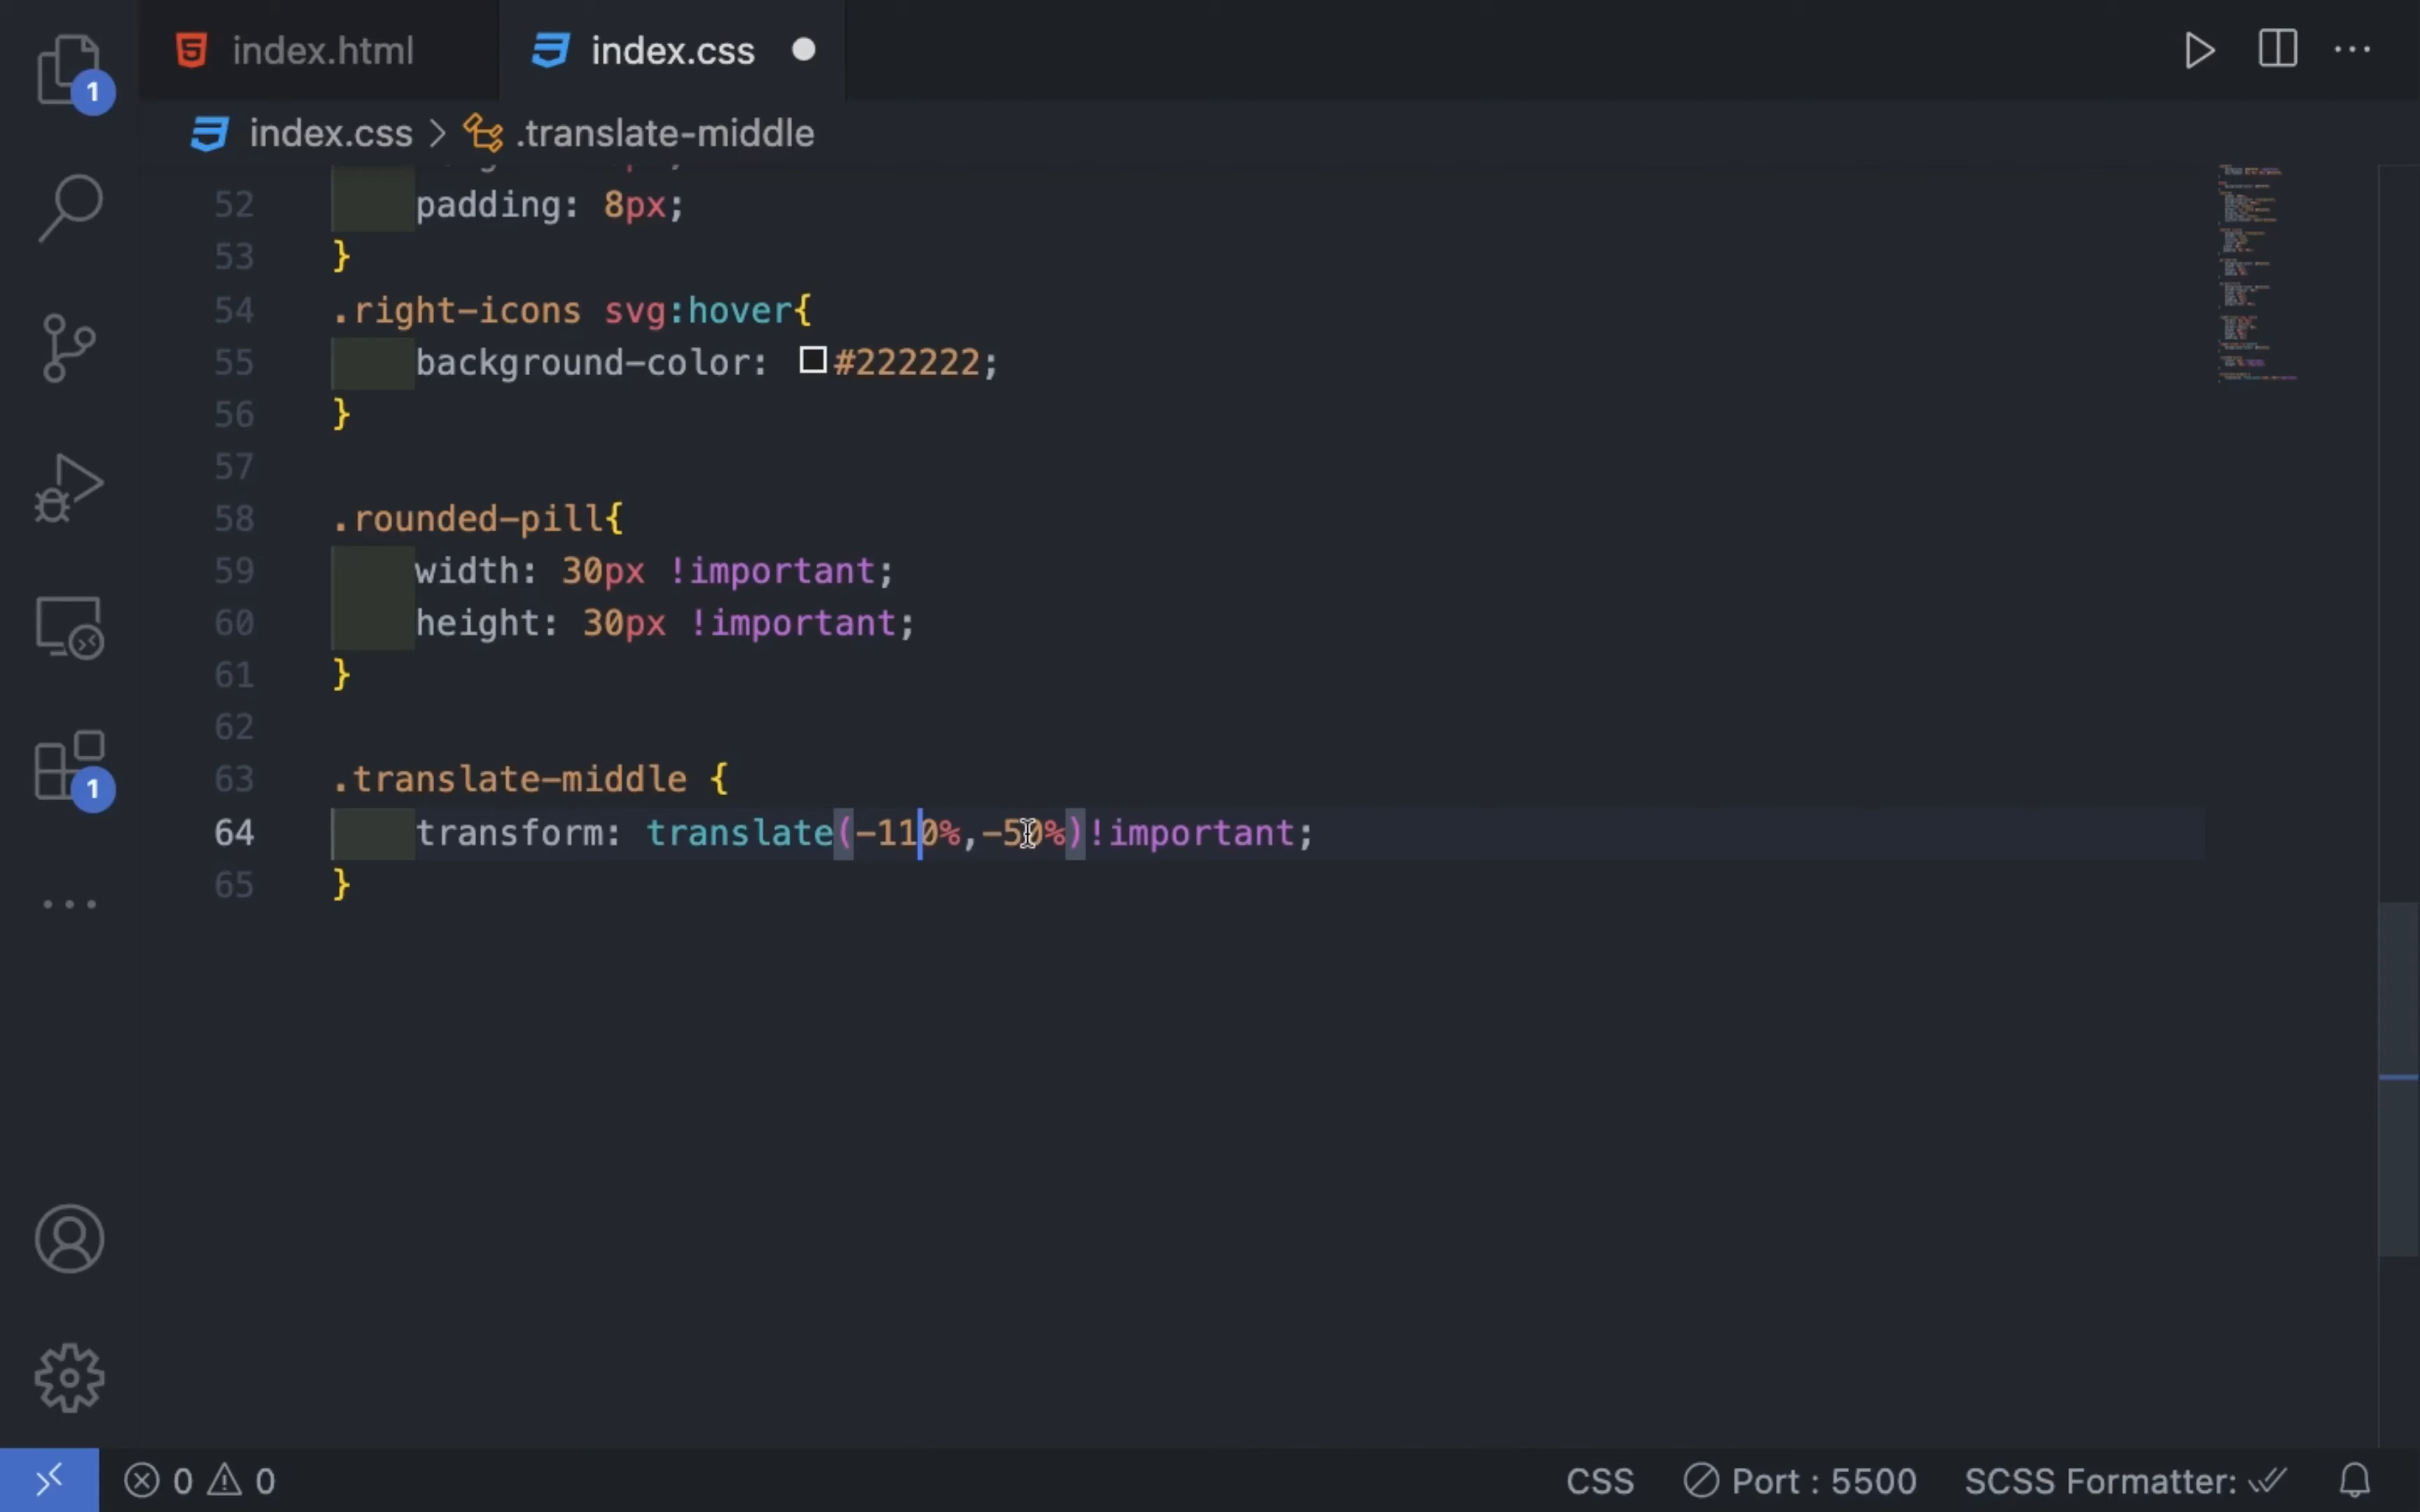 index.html
index.css
index.css > .translate-middle
52 padding: 8px;
53 }
54 .right-icons svg:hover{
55 background-color: #222222;
56 }
57
58 .rounded-pill{
59 width: 30px !important;
60 height: 30px !important;
61 }
62
63 .translate-middle {
64 transform: translate(-110%,-50%)!important;
65 }
1
1
0 0 CSS Port : 5500 SCSS Formatter: